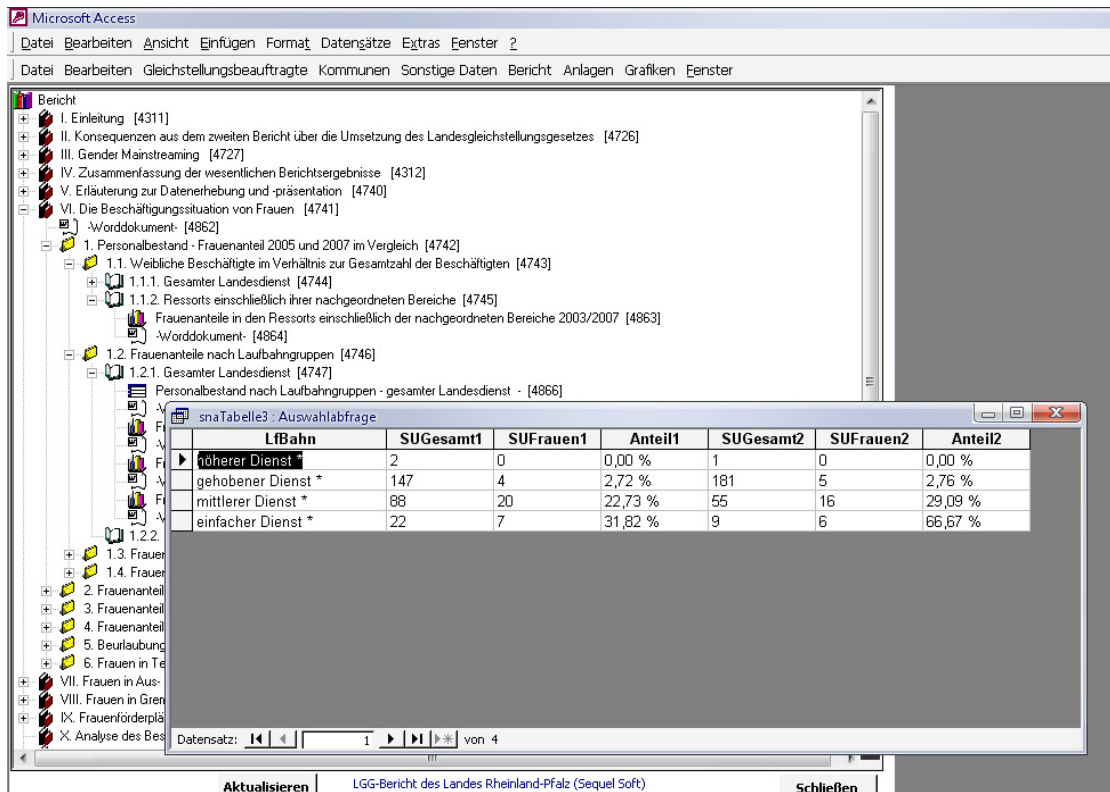 Microsoft Access
Datei Bearbeiten Ansicht Einfügen Format Datensätze Extras Fenster ?
Datei Bearbeiten Gleichstellungsbeauftragte Kommunen Sonstige Daten Bericht Anlagen Grafiken Fenster
Bericht
I. Einleitung [4311]
II. Konsequenzen aus dem zweiten Bericht über die Umsetzung des Landesgleichstellungsgesetzes [4726]
III. Gender Mainstreaming [4727]
IV. Zusammenfassung der wesentlichen Berichtsergebnisse [4312]
V. Erläuterung zur Datenerhebung und -präsentation [4740]
VI. Die Beschäftigungssituation von Frauen [4741]
-Worddokument- [4862]
1. Personalbestand - Frauenanteil 2005 und 2007 im Vergleich [4742]
1.1. Weibliche Beschäftigte im Verhältnis zur Gesamtzahl der Beschäftigten [4743]
1.1.1. Gesamter Landesdienst [4744]
1.1.2. Ressorts einschließlich ihrer nachgeordneten Bereiche [4745]
Frauenanteile in den Ressorts einschließlich der nachgeordneten Bereiche 2003/2007 [4863]
-Worddokument- [4864]
1.2. Frauenanteile nach Laufbahngruppen [4746]
1.2.1. Gesamter Landesdienst [4747]
Personalbestand nach Laufbahngruppen - gesamter Landesdienst - [4866]
1.2.2.
1.3. Frauen
1.4. Frauen
2. Frauenanteil
3. Frauenanteil
4. Frauenanteil
5. Beurlaubung
6. Frauen in Te
VII. Frauen in Aus-
VIII. Frauen in Gren
IX. Frauenförderplä
X. Analyse des Bes
snaTabelle3 : Auswahlabfrage
LfBahn SUGesamt1 SUFrauen1 Anteil1 SUGesamt2 SUFrauen2 Anteil2
höherer Dienst * 2 0 0,00 % 1 0 0,00 %
gehobener Dienst * 147 4 2,72 % 181 5 2,76 %
mittlerer Dienst * 88 20 22,73 % 55 16 29,09 %
einfacher Dienst * 22 7 31,82 % 9 6 66,67 %
Datensatz: 1 von 4
Aktualisieren LGG-Bericht des Landes Rheinland-Pfalz (Sequel Soft) Schließen